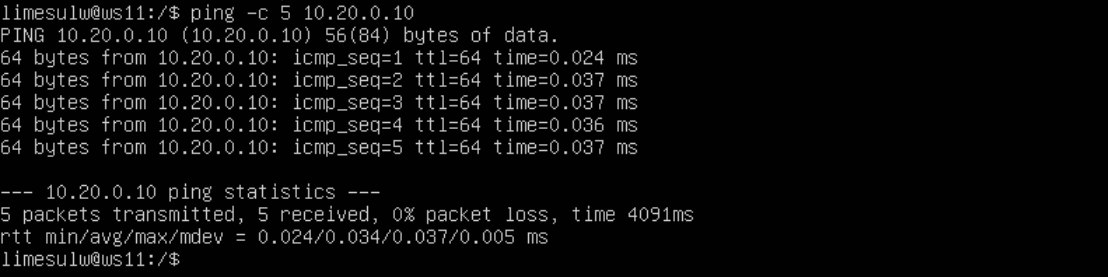 limesulw@ws11:/$ ping -c 5 10.20.0.10
PING 10.20.0.10 (10.20.0.10) 56(84) bytes of data.
64 bytes from 10.20.0.10: icmp_seq=1 ttl=64 time=0.024 ms
64 bytes from 10.20.0.10: icmp_seq=2 ttl=64 time=0.037 ms
64 bytes from 10.20.0.10: icmp_seq=3 ttl=64 time=0.037 ms
64 bytes from 10.20.0.10: icmp_seq=4 ttl=64 time=0.036 ms
64 bytes from 10.20.0.10: icmp_seq=5 ttl=64 time=0.037 ms
--- 10.20.0.10 ping statistics ---
5 packets transmitted, 5 received, 0% packet loss, time 4091ms
rtt min/avg/max/mdev = 0.024/0.034/0.037/0.005 ms
limesulw@ws11:/$